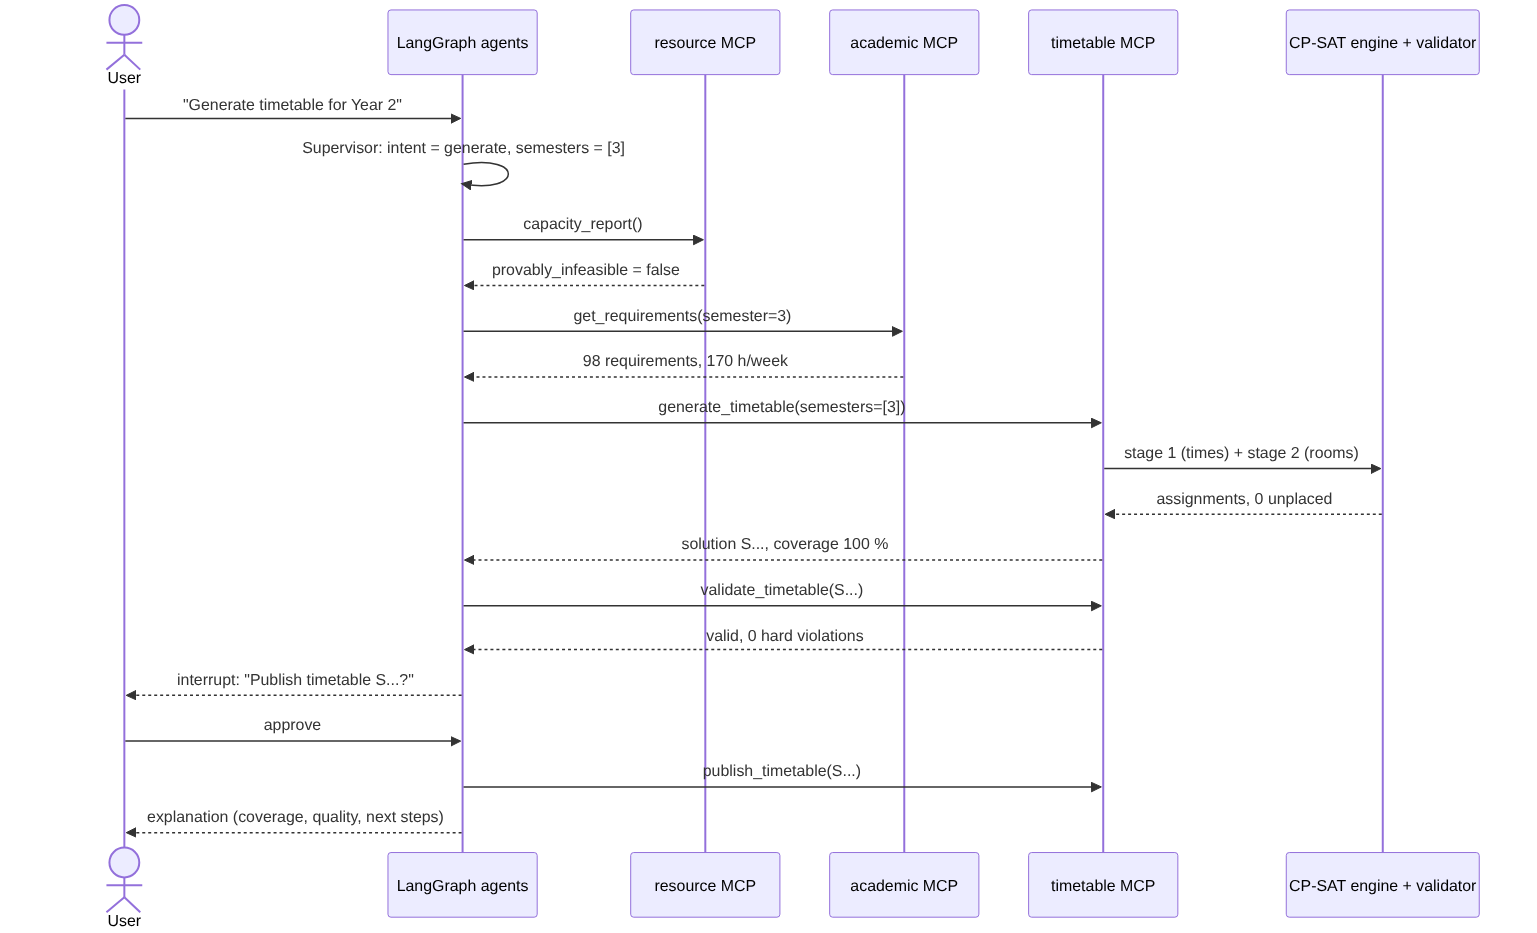 User
LangGraph agents
resource MCP
academic MCP
timetable MCP
CP-SAT engine + validator
"Generate timetable for Year 2"
Supervisor: intent = generate, semesters = [3]
capacity_report()
provably_infeasible = false
get_requirements(semester=3)
98 requirements, 170 h/week
generate_timetable(semesters=[3])
stage 1 (times) + stage 2 (rooms)
assignments, 0 unplaced
solution S..., coverage 100 %
validate_timetable(S...)
valid, 0 hard violations
interrupt: "Publish timetable S...?"
approve
publish_timetable(S...)
explanation (coverage, quality, next steps)
User
LangGraph agents
resource MCP
academic MCP
timetable MCP
CP-SAT engine + validator